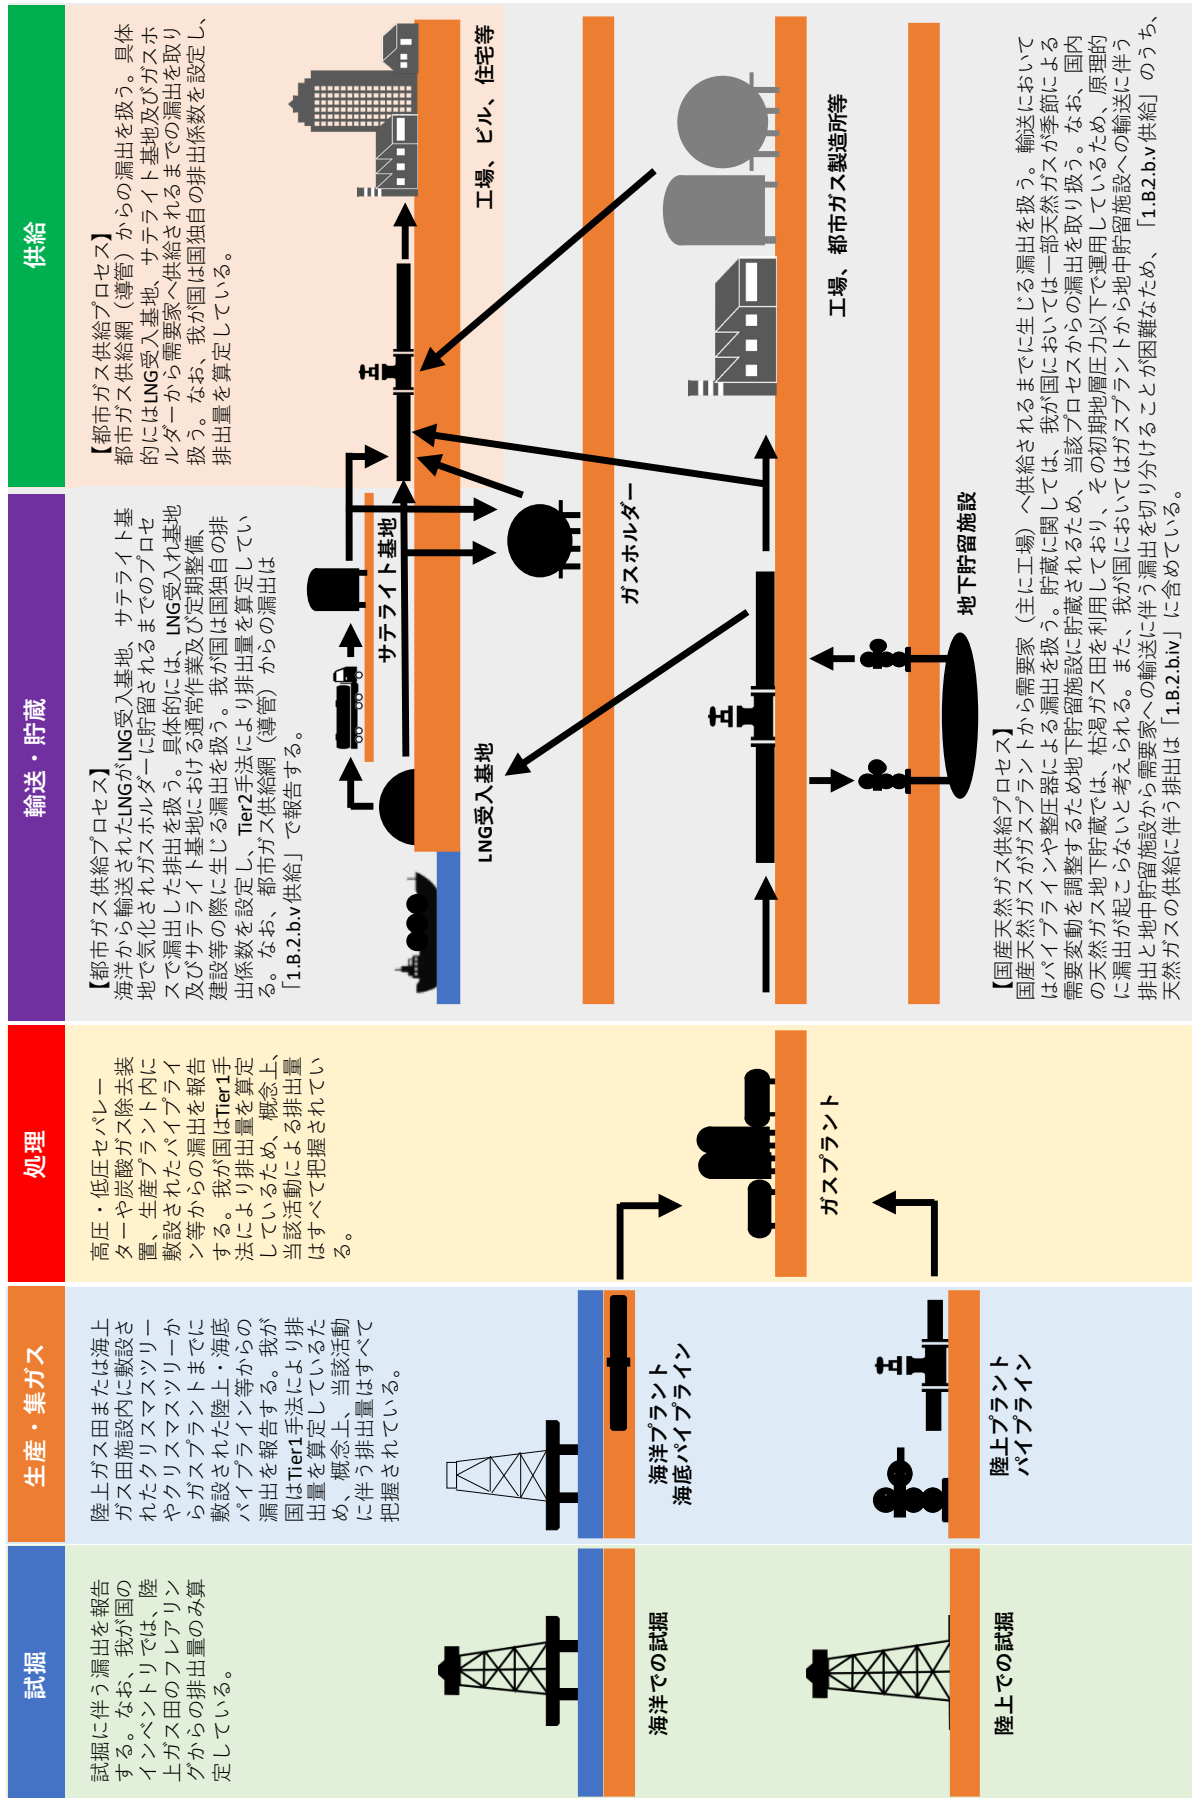 試掘
試掘に伴う漏出を報告
する。なお、我が国の
インベントリでは、陸
上ガス田のフレアリン
グからの排出量のみ算
定している。
海洋での試掘
陸上での試掘
生産・集ガス
陸上ガス田または海上
ガス田施設内に敷設さ
れたクリスマスツリー
やクリスマスツリーか
らガスプラントまでに
敷設された陸上・海底
パイプライン等からの
漏出を報告する。我が
国はTier1手法により排
出量を算定しているた
め、概念上、当該活動
に伴う排出量はすべて
把握されている。
海洋プラント
海底パイプライン
陸上プラント
パイプライン
処理
高圧・低圧セパレー
ターや炭酸ガス除去装
置、生産プラント内に
敷設されたパイプライ
ン等からの漏出を報告
する。我が国はTier1手
法により排出量を算定
しているため、概念上、
当該活動による排出量
はすべて把握されてい
る。
ガスプラント
輸送・貯蔵
【都市ガス供給プロセス】
海洋から輸送されたLNGがLNG受入基地、サテライト基
地で気化されガスホルダーに貯留されるまでのプロセ
スで漏出した排出を扱う。具体的には、LNG受入れ基地
及びサテライト基地における通常作業及び定期整備、
建設等の際に生じる漏出を扱う。我が国は国独自の排
出係数を設定し、Tier2手法により排出量を算定してい
る。なお、都市ガス供給網（導管）からの漏出は
「1.B.2.b.v供給」で報告する。
サテライト基地
LNG受入基地
ガスホルダー
地下貯留施設
供給
【都市ガス供給プロセス】
都市ガス供給網（導管）からの漏出を扱う。具体
的にはLNG受入基地、サテライト基地及びガスホ
ルダーから需要家へ供給されるまでの漏出を取り
扱う。なお、我が国は国独自の排出係数を設定し、
排出量を算定している。
工場、ビル、住宅等
工場、都市ガス製造所等
【国産天然ガス供給プロセス】
国産天然ガスがガスプラントから需要家（主に工場）へ供給されるまでに生じる漏出を扱う。輸送において
はパイプラインや整圧器による漏出を扱う。貯蔵に関しては、我が国においては一部天然ガスが季節による
需要変動を調整するため地下貯留施設に貯蔵されるため、当該プロセスからの漏出を取り扱う。なお、国内
の天然ガス地下貯蔵では、枯渇ガス田を利用しており、その初期地層圧力以下で運用しているため、原理的
に漏出が起こらないと考えられる。また、我が国においてはガスプラントから地中貯留施設への輸送に伴う
排出と地中貯留施設から需要家への輸送に伴う漏出を切り分けることが困難なため、「1.B2.b.v 供給」のうち、
天然ガスの供給に伴う排出は「1.B.2.b.iv」に含めている。